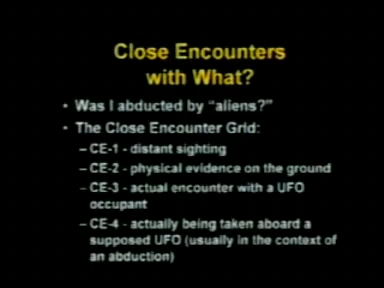 Close Encounters
with What?
• Was I abducted by "aliens?"
• The Close Encounter Grid:
– CE-1 - distant sighting
– CE-2 - physical evidence on the ground
– CE-3 - actual encounter with a UFO
occupant
– CE-4 - actually being taken aboard a
supposed UFO (usually in the context of
an abduction)